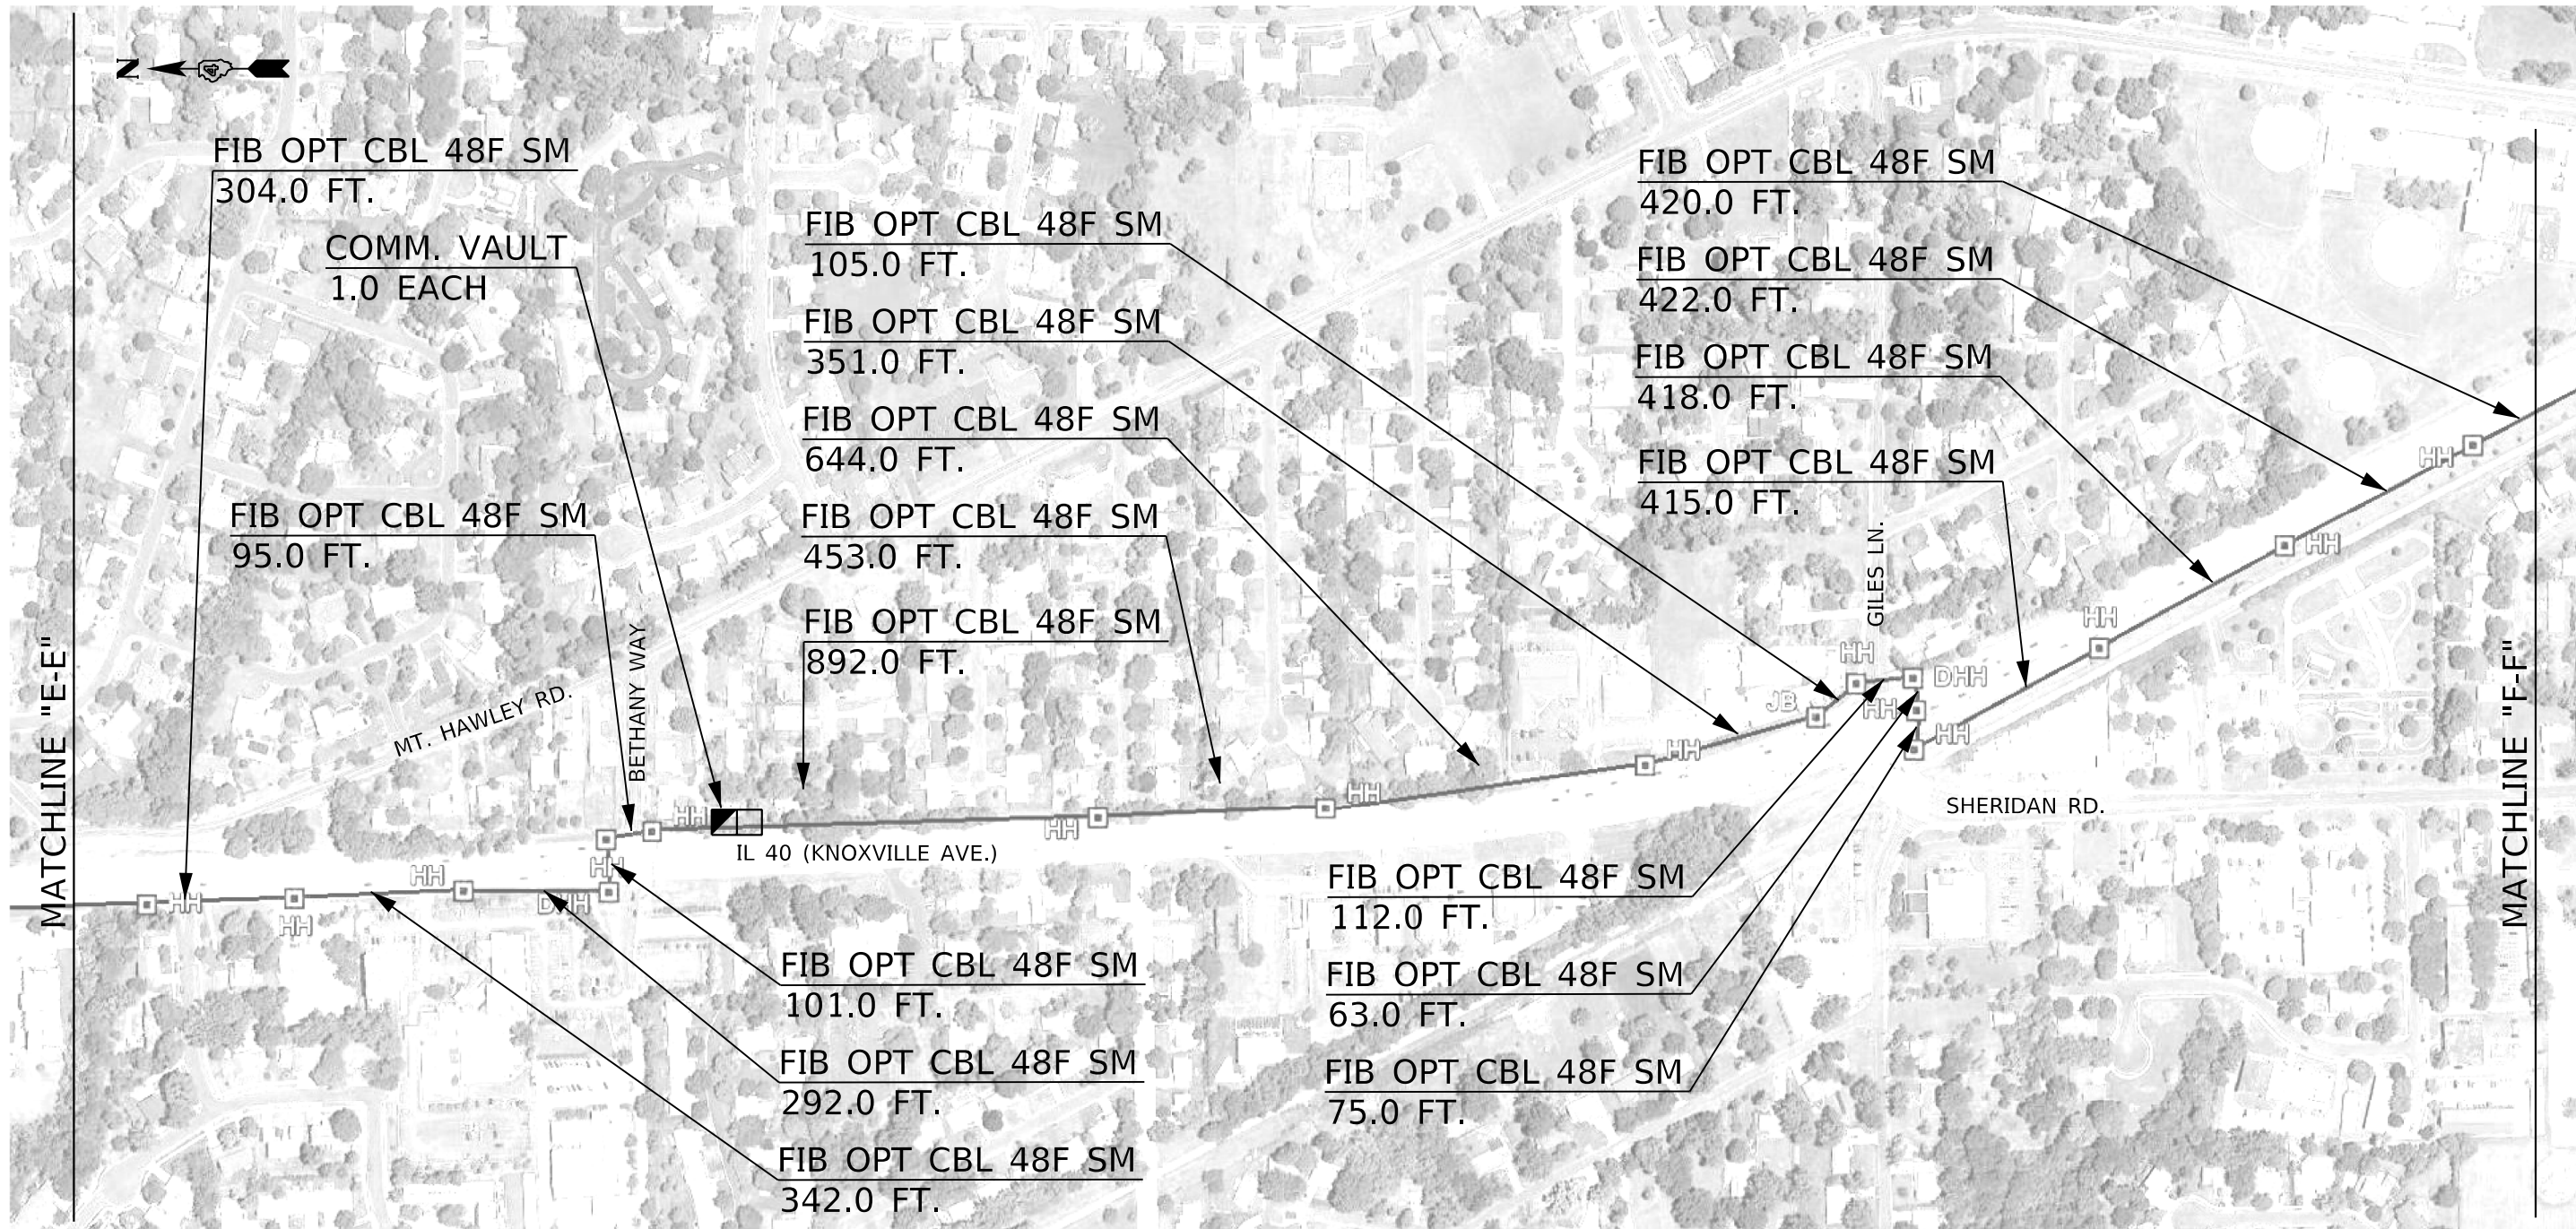 N
FIB OPT CBL 48F SM
304.0 FT.
COMM. VAULT
1.0 EACH
FIB OPT CBL 48F SM
95.0 FT.
FIB OPT CBL 48F SM
105.0 FT.
FIB OPT CBL 48F SM
351.0 FT.
FIB OPT CBL 48F SM
644.0 FT.
FIB OPT CBL 48F SM
453.0 FT.
FIB OPT CBL 48F SM
892.0 FT.
FIB OPT CBL 48F SM
420.0 FT.
FIB OPT CBL 48F SM
422.0 FT.
FIB OPT CBL 48F SM
418.0 FT.
FIB OPT CBL 48F SM
415.0 FT.
MATCHLINE "E-E"
MT. HAWLEY RD.
BETHANY WAY
GILES LN.
MATCHLINE "F-F"
HH
HH
HH
HH
HH
JB
DHH
HH
HH
HH
HH
HH
SHERIDAN RD.
HH
IL 40 (KNOXVILLE AVE.)
HH
HH
HH
DHH
HH
FIB OPT CBL 48F SM
101.0 FT.
FIB OPT CBL 48F SM
292.0 FT.
FIB OPT CBL 48F SM
342.0 FT.
FIB OPT CBL 48F SM
112.0 FT.
FIB OPT CBL 48F SM
63.0 FT.
FIB OPT CBL 48F SM
75.0 FT.